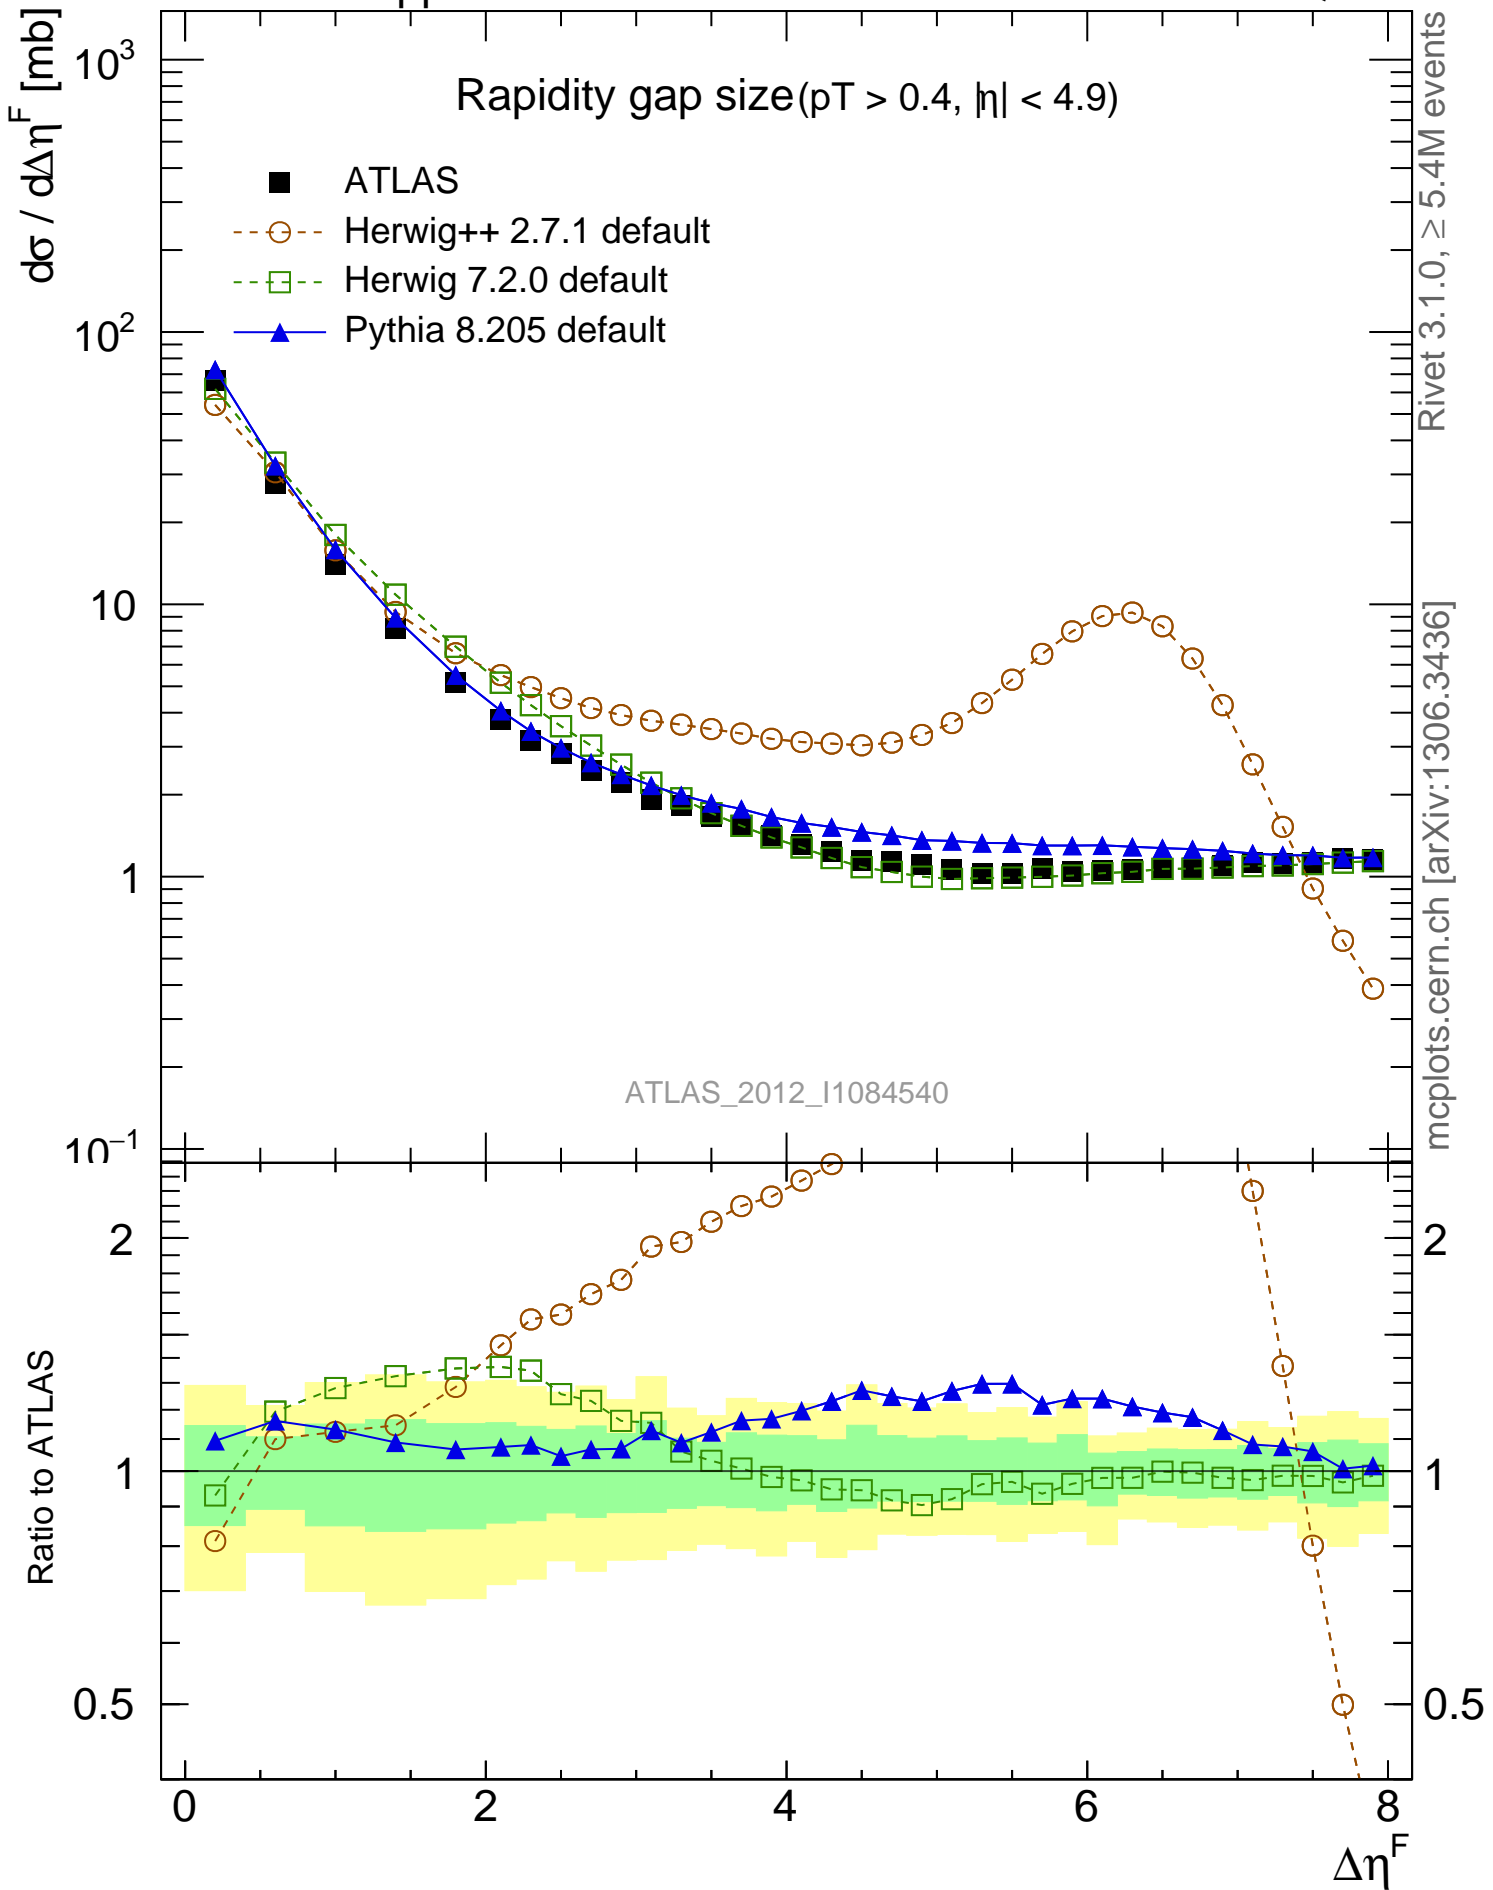 dσ / dΔη^F [mb]
Rapidity gap size (pT > 0.4, |η| < 4.9)
ATLAS
Herwig++ 2.7.1 default
Herwig 7.2.0 default
Pythia 8.205 default
10^3
10^2
10
1
10^−1
ATLAS_2012_I1084540
Rivet 3.1.0, ≥ 5.4M events
mcplots.cern.ch [arXiv:1306.3436]
Ratio to ATLAS
2
1
0.5
2
1
0.5
0 2 4 6 8
Δη^F